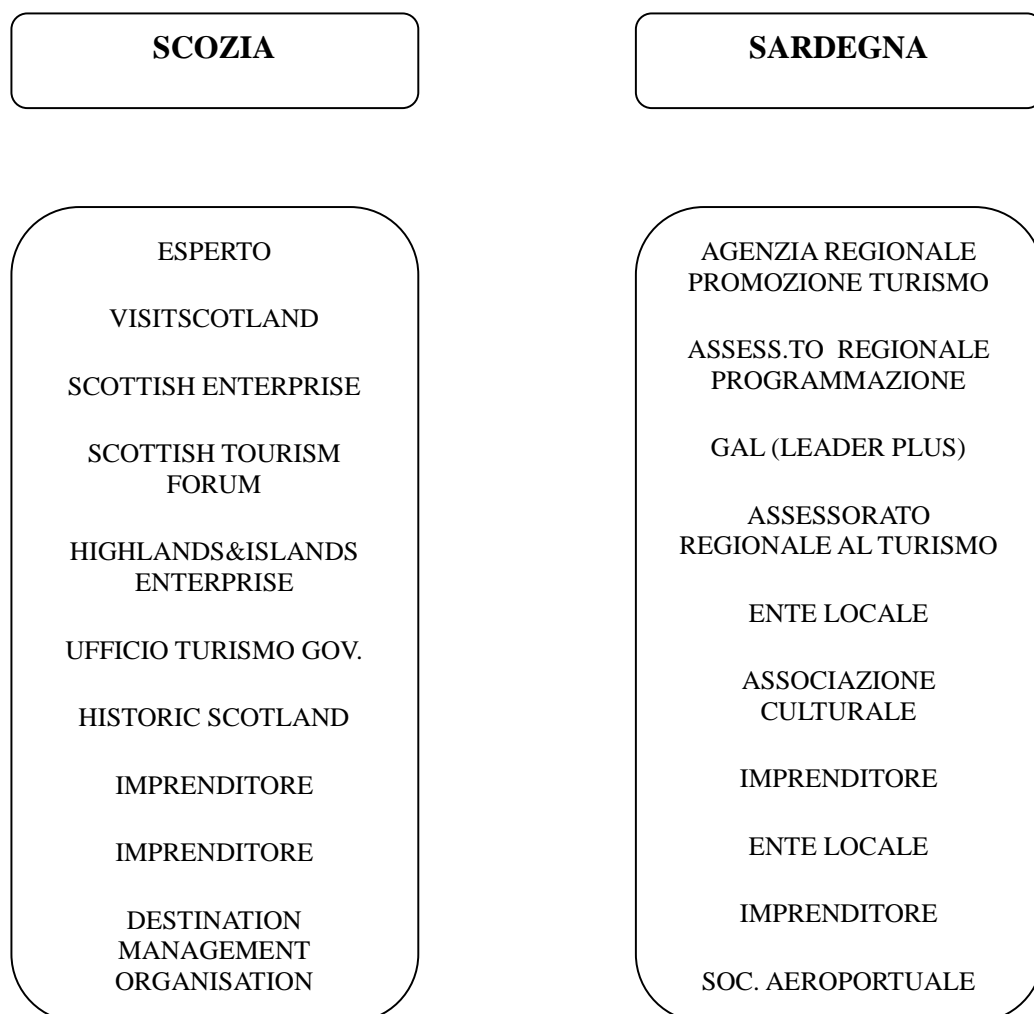 SCOZIA
ESPERTO
VISITSCOTLAND
SCOTTISH ENTERPRISE
SCOTTISH TOURISM
FORUM
HIGHLANDS&ISLANDS
ENTERPRISE
UFFICIO TURISMO GOV.
HISTORIC SCOTLAND
IMPRENDITORE
IMPRENDITORE
DESTINATION
MANAGEMENT
ORGANISATION
SARDEGNA
AGENZIA REGIONALE
PROMOZIONE TURISMO
ASSESS.TO REGIONALE
PROGRAMMAZIONE
GAL (LEADER PLUS)
ASSESSORATO
REGIONALE AL TURISMO
ENTE LOCALE
ASSOCIAZIONE
CULTURALE
IMPRENDITORE
ENTE LOCALE
IMPRENDITORE
SOC. AEROPORTUALE